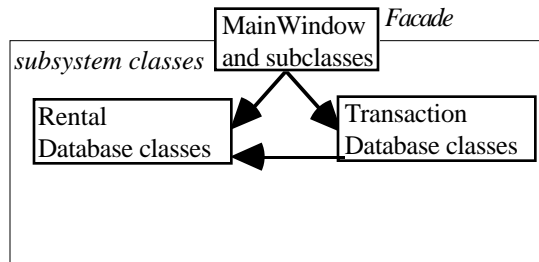 MainWindow
and subclasses
Facade
subsystem classes
Rental
Database classes
Transaction
Database classes